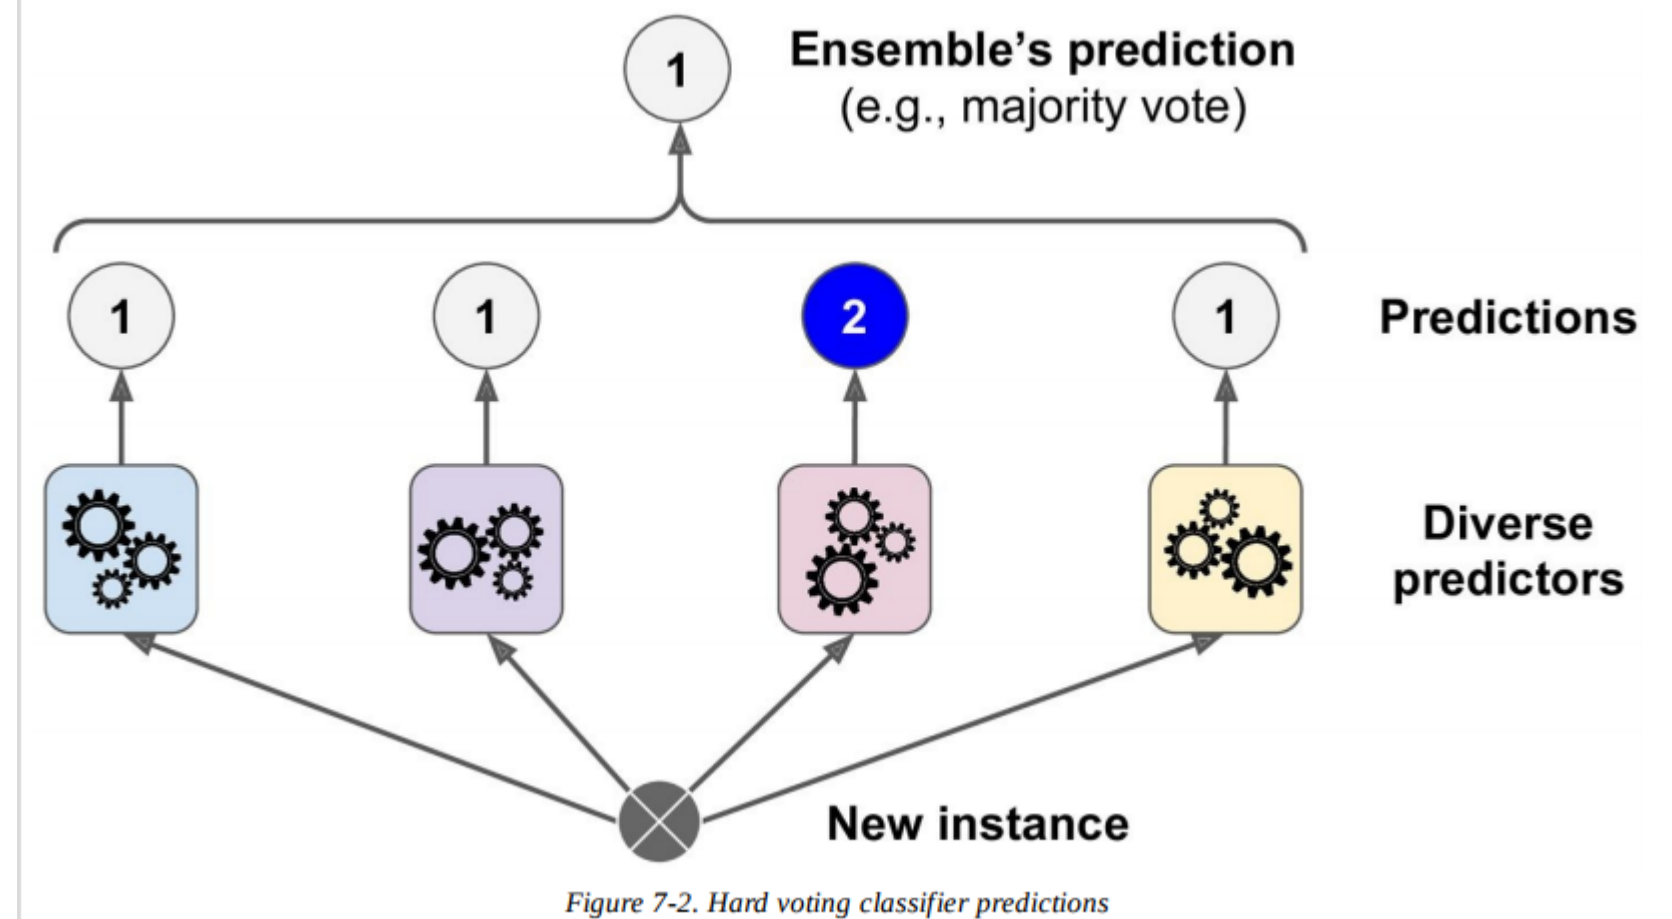 1
Ensemble's prediction
(e.g., majority vote)
1 1 2 1 Predictions
Diverse
predictors
New instance
Figure 7-2. Hard voting classifier predictions